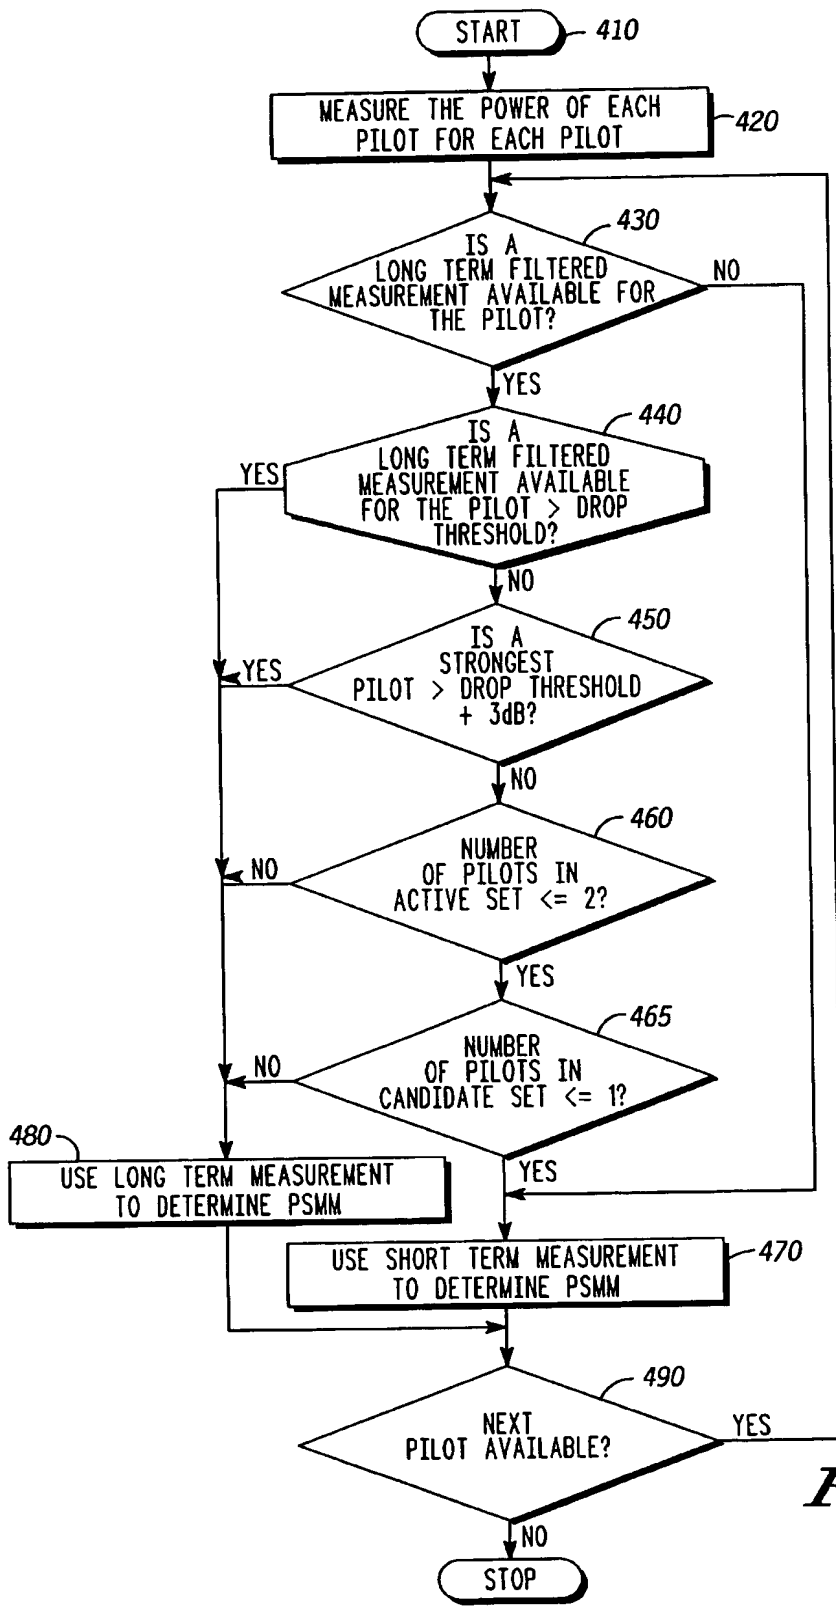 START
410
MEASURE THE POWER OF EACH
PILOT FOR EACH PILOT
420
430
IS A
LONG TERM FILTERED
MEASUREMENT AVAILABLE FOR
THE PILOT?
NO
YES
440
IS A
LONG TERM FILTERED
MEASUREMENT AVAILABLE
FOR THE PILOT > DROP
THRESHOLD?
YES
NO
450
IS A
STRONGEST
PILOT > DROP THRESHOLD
+ 3dB?
YES
NO
460
NUMBER
OF PILOTS IN
ACTIVE SET <= 2?
NO
YES
465
NUMBER
OF PILOTS IN
CANDIDATE SET <= 1?
NO
YES
480
USE LONG TERM MEASUREMENT
TO DETERMINE PSMM
USE SHORT TERM MEASUREMENT
TO DETERMINE PSMM
470
490
NEXT
PILOT AVAILABLE?
YES
NO
STOP